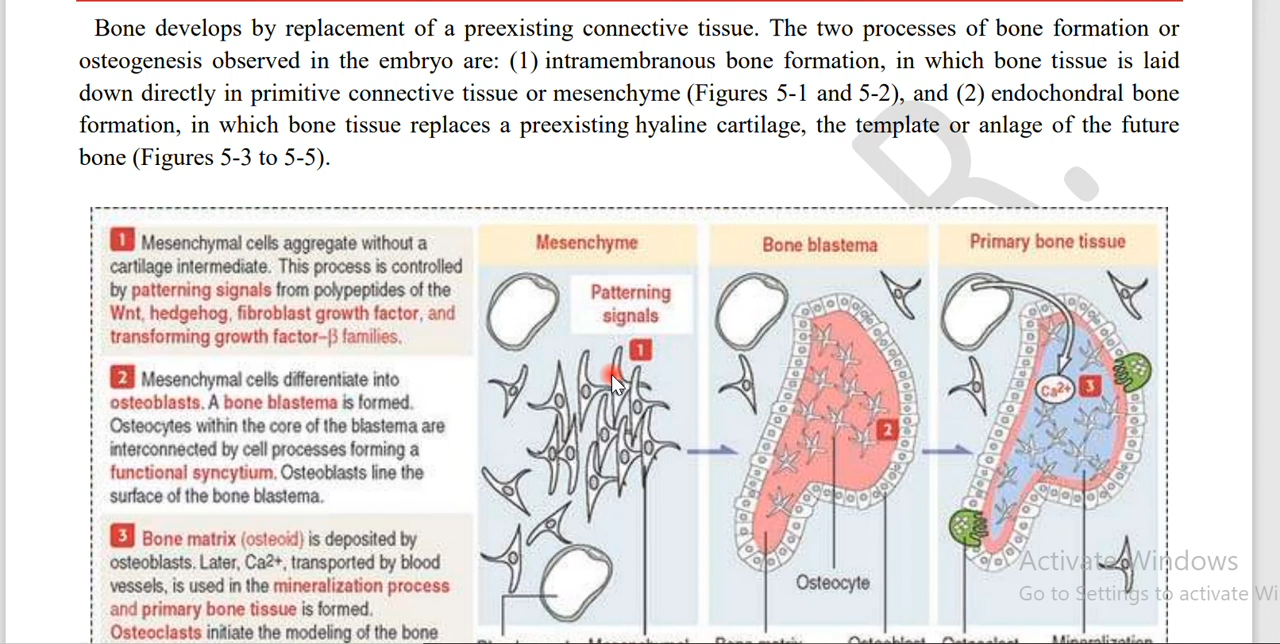 Bone develops by replacement of a preexisting connective tissue. The two processes of bone formation or
osteogenesis observed in the embryo are: (1) intramembranous bone formation, in which bone tissue is laid
down directly in primitive connective tissue or mesenchyme (Figures 5-1 and 5-2), and (2) endochondral bone
formation, in which bone tissue replaces a preexisting hyaline cartilage, the template or anlage of the future
bone (Figures 5-3 to 5-5).
R.
1 Mesenchymal cells aggregate without a
cartilage intermediate. This process is controlled
by patterning signals from polypeptides of the
Wnt, hedgehog, fibroblast growth factor, and
transforming growth factor–β families.
2 Mesenchymal cells differentiate into
osteoblasts. A bone blastema is formed.
Osteocytes within the core of the blastema are
interconnected by cell processes forming a
functional syncytium. Osteoblasts line the
surface of the bone blastema.
3 Bone matrix (osteoid) is deposited by
osteoblasts. Later, Ca2+, transported by blood
vessels, is used in the mineralization process
and primary bone tissue is formed.
Osteoclasts initiate the modeling of the bone
Mesenchyme
Patterning
signals
1
Bone blastema
2
Osteocyte
Primary bone tissue
Ca2+ 3
Mesenchymal
Bone matrix
Osteoblast
Osteoclast
Mineralization
Activate Windows
Go to Settings to activate Wi